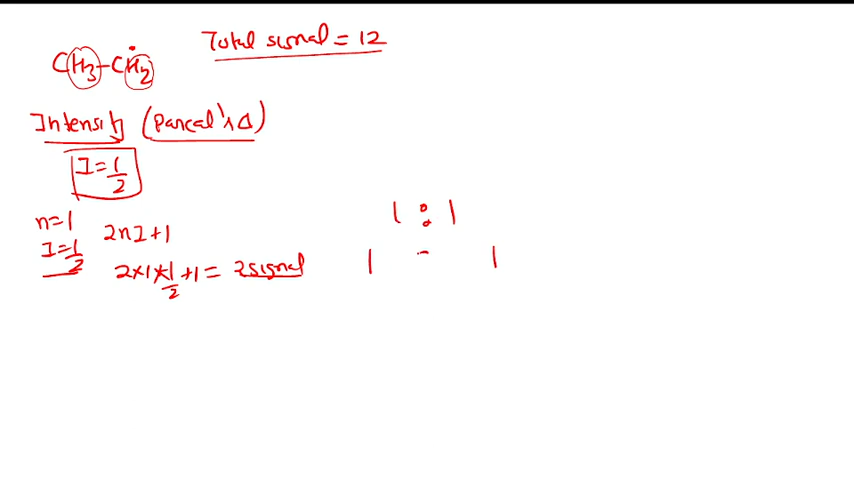 Total signal = 12
CH3-ĊH2
Intensity (Pascal's Δ)
I=1/2
n=1
I=1/2
2nI+1
2×1×1/2+1= 2 signal
1 : 1
1 1